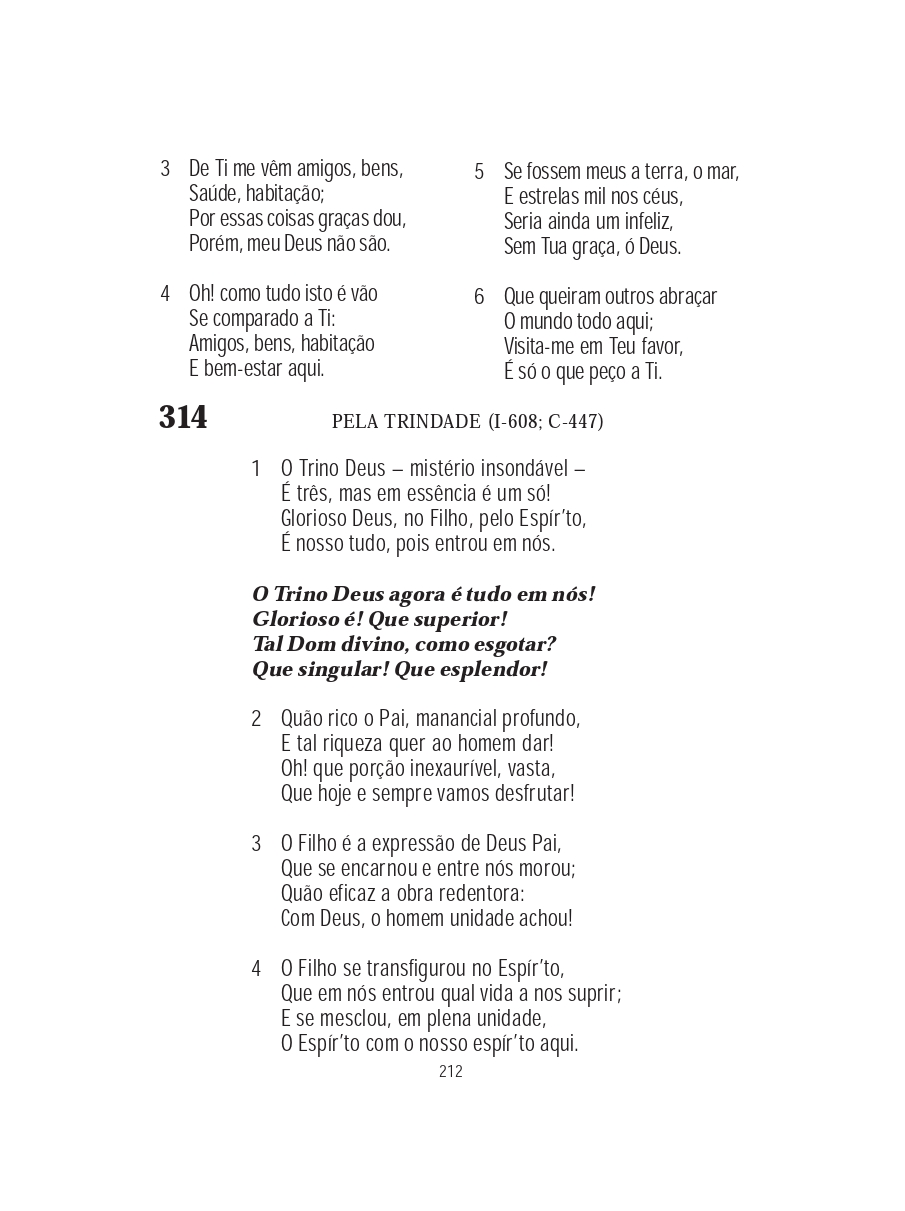 3 De Ti me vêm amigos, bens,
Saúde, habitação;
Por essas coisas graças dou,
Porém, meu Deus não são.
4 Oh! como tudo isto é vão
Se comparado a Ti:
Amigos, bens, habitação
E bem-estar aqui.
5 Se fossem meus a terra, o mar,
E estrelas mil nos céus,
Seria ainda um infeliz,
Sem Tua graça, ó Deus.
6 Que queiram outros abraçar
O mundo todo aqui;
Visita-me em Teu favor,
É só o que peço a Ti.
314 PELA TRINDADE (I-608; C-447)
1 O Trino Deus – mistério insondável –
É três, mas em essência é um só!
Glorioso Deus, no Filho, pelo Espír’to,
É nosso tudo, pois entrou em nós.
O Trino Deus agora é tudo em nós!
Glorioso é! Que superior!
Tal Dom divino, como esgotar?
Que singular! Que esplendor!
2 Quão rico o Pai, manancial profundo,
E tal riqueza quer ao homem dar!
Oh! que porção inexaurível, vasta,
Que hoje e sempre vamos desfrutar!
3 O Filho é a expressão de Deus Pai,
Que se encarnou e entre nós morou;
Quão eficaz a obra redentora:
Com Deus, o homem unidade achou!
4 O Filho se transfigurou no Espír’to,
Que em nós entrou qual vida a nos suprir;
E se mesclou, em plena unidade,
O Espír’to com o nosso espír’to aqui.
212